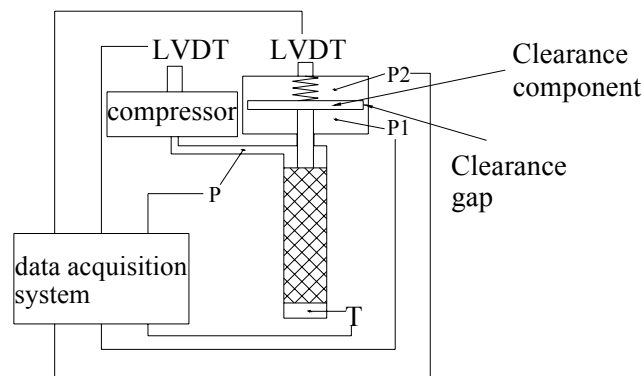 LVDT
LVDT
Clearance
component
P2
compressor
P1
Clearance
gap
P
data acquisition
system
T